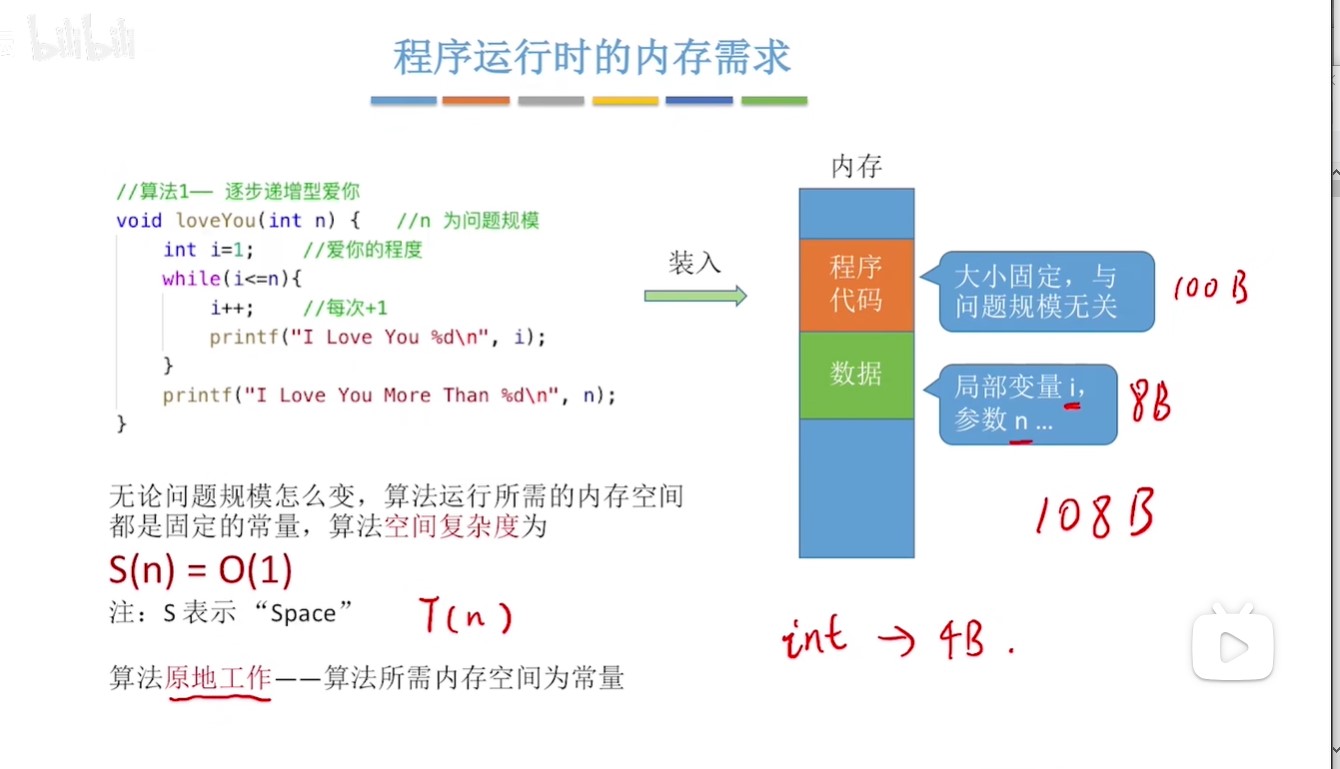 bilibili
程序运行时的内存需求
//算法1—— 逐步递增型爱你
void loveYou(int n) {   //n 为问题规模
    int i=1;    //爱你的程度
    while(i<=n){
        i++;    //每次+1
        printf("I Love You %d\n", i);
    }
    printf("I Love You More Than %d\n", n);
}
装入
内存
程序
代码
大小固定，与
问题规模无关
100 B
数据
局部变量 i，
参数 n ...
8B
108 B
无论问题规模怎么变，算法运行所需的内存空间
都是固定的常量，算法空间复杂度为
S(n) = O(1)
注：S 表示 “Space”
T(n)
int → 4B .
算法原地工作——算法所需内存空间为常量